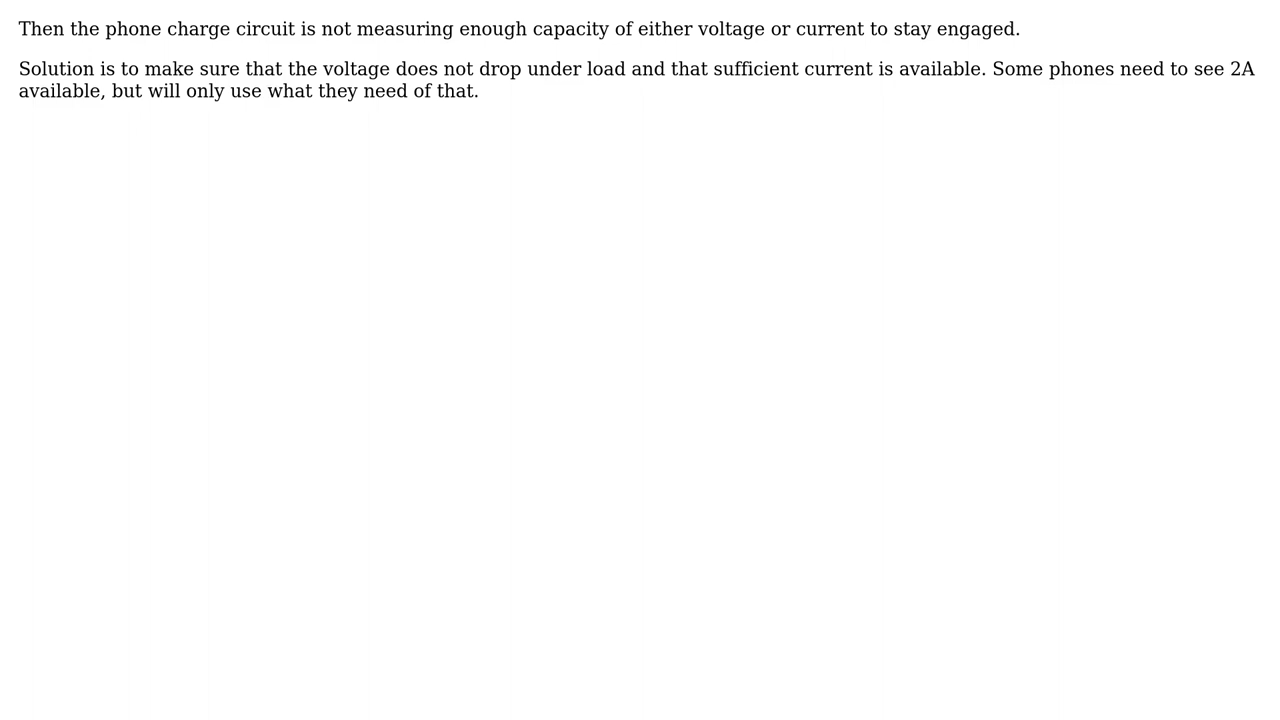 Then the phone charge circuit is not measuring enough capacity of either voltage or current to stay engaged.
Solution is to make sure that the voltage does not drop under load and that sufficient current is available. Some phones need to see 2A
available, but will only use what they need of that.